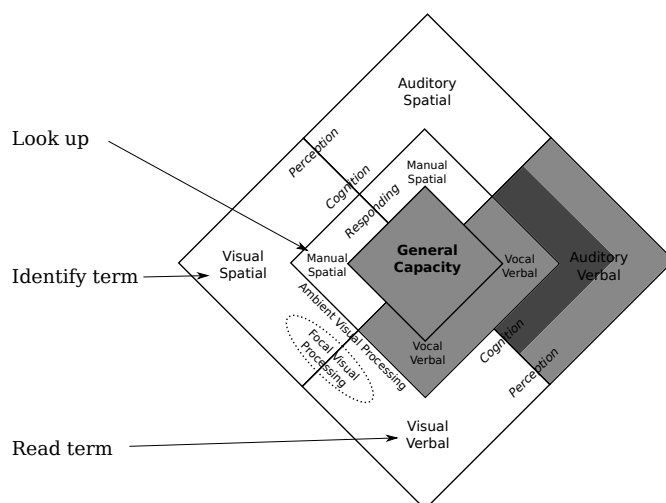 Auditory
Spatial
Look up
Perception
Cognition
Responding
Manual
Spatial
Identify term
Visual
Spatial
Manual
Spatial
General
Capacity
Vocal
Verbal
Auditory
Verbal
Ambient Visual Processing
Focal Visual
Processing
Vocal
Verbal
Cognition
Perception
Read term
Visual
Verbal